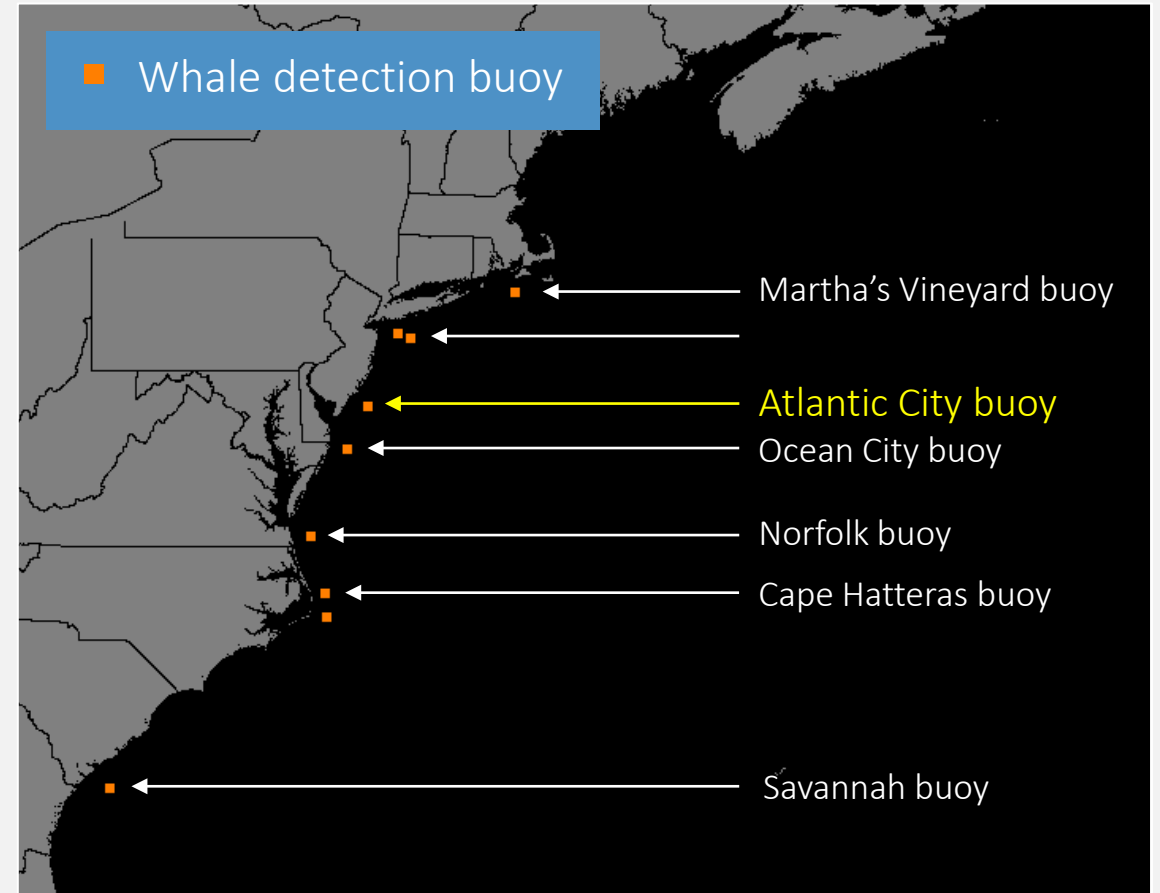 Whale detection buoy
Martha’s Vineyard buoy
Atlantic City buoy
Ocean City buoy
Norfolk buoy
Cape Hatteras buoy
Savannah buoy